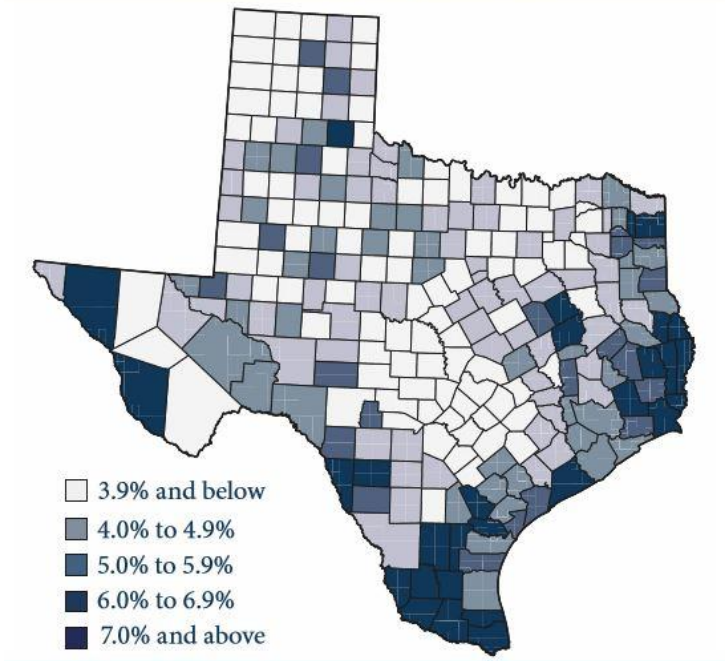 3.9% and below
4.0% to 4.9%
5.0% to 5.9%
6.0% to 6.9%
7.0% and above